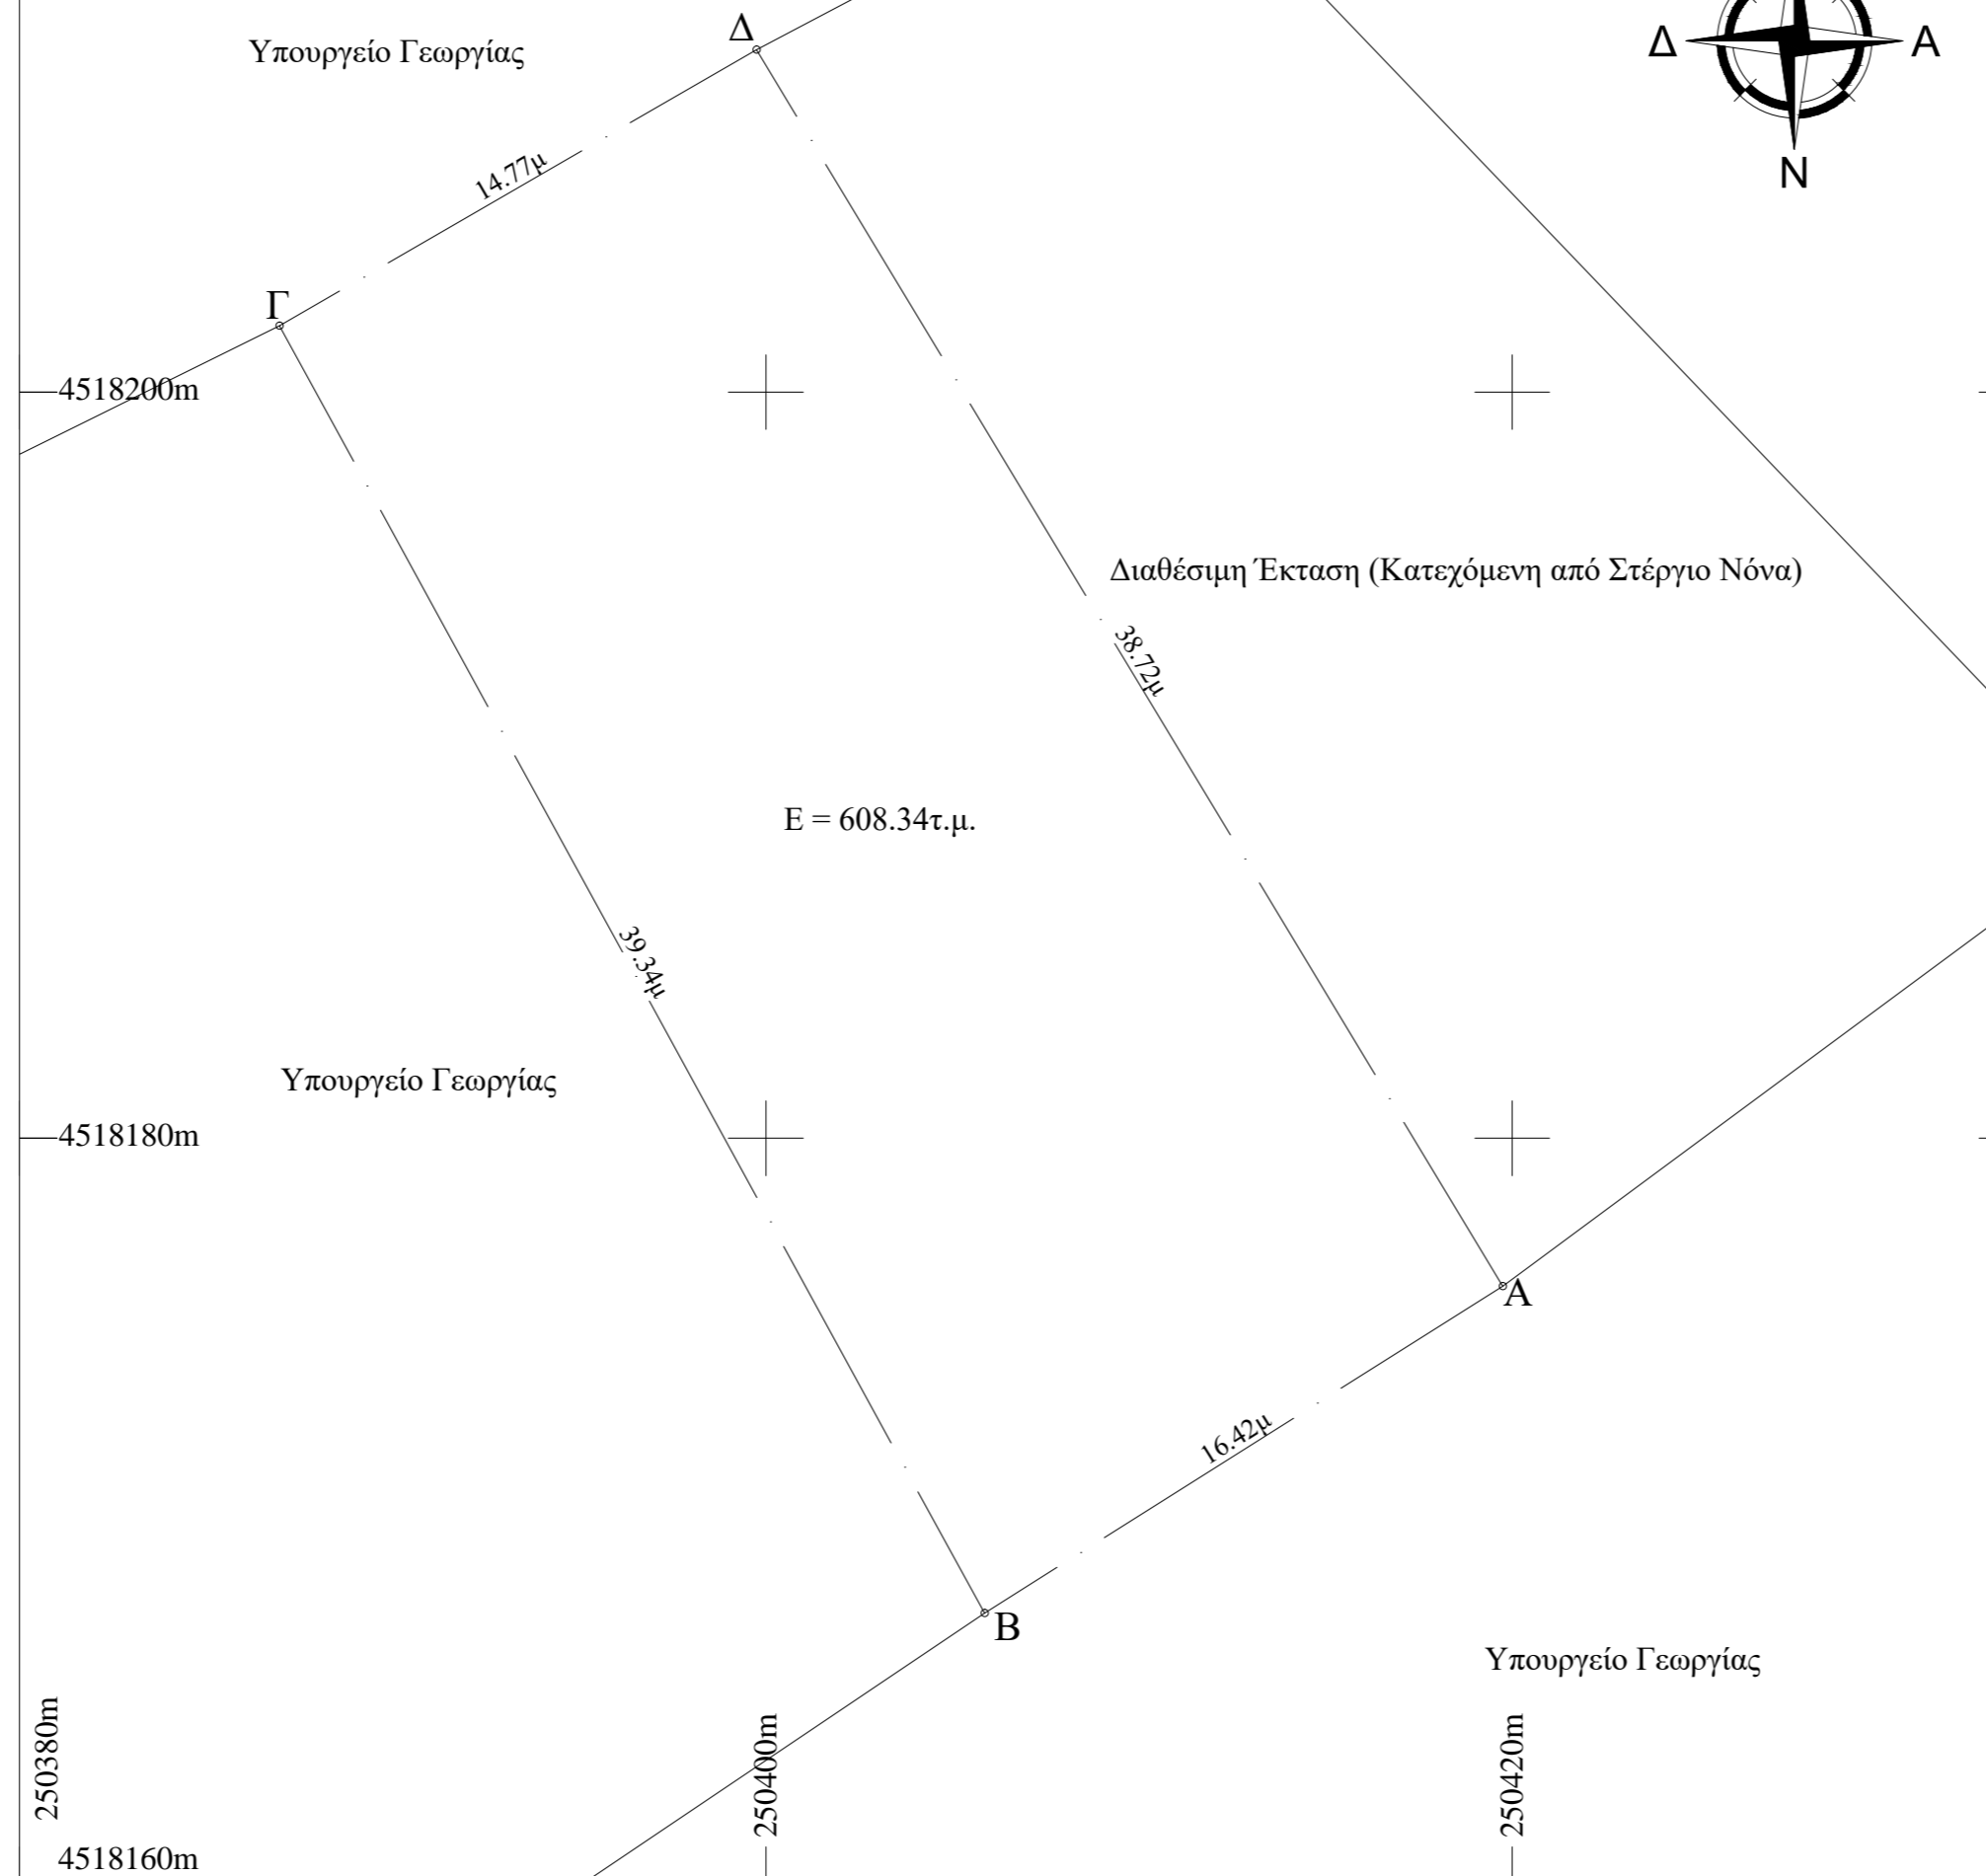 Υπουργείο Γεωργίας
Δ
Δ
Α
Ν
14.77μ
Γ
4518200m
Διαθέσιμη Έκταση (Κατεχόμενη από Στέργιο Νόνα)
38.72μ
Ε = 608.34τ.μ.
39.34μ
Υπουργείο Γεωργίας
4518180m
Α
16.42μ
Β
Υπουργείο Γεωργίας
250380m
250400m
250420m
4518160m